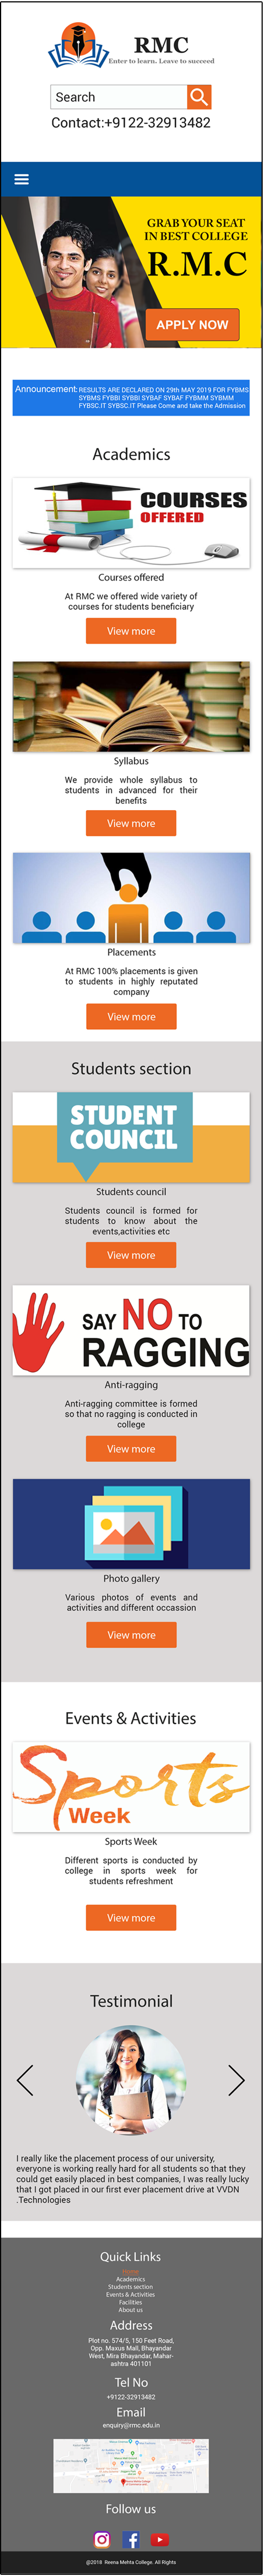 RMC
Enter to learn. Leave to succeed
Search
Contact:+9122-32913482
GRAB YOUR SEAT
IN BEST COLLEGE
R.M.C
APPLY NOW
Announcement: RESULTS ARE DECLARED ON 29th MAY 2019 FOR FYBMS
SYBMS FYBBI SYBBI SYBAF SYBAF FYBMM SYBMM
FYBSC.IT SYBSC.IT Please Come and take the Admission
Academics
COURSES
OFFERED
Courses offered
At RMC we offered wide variety of
courses for students beneficiary
View more
Syllabus
We provide whole syllabus to
students in advanced for their
benefits
View more
Placements
At RMC 100% placements is given
to students in highly reputated
company
View more
Students section
STUDENT
COUNCIL
Students council
Students council is formed for
students to know about the
events,activities etc
View more
SAY NO TO
RAGGING
Anti-ragging
Anti-ragging committee is formed
so that no ragging is conducted in
college
View more
Photo gallery
Various photos of events and
activities and different occassion
View more
Events & Activities
Sports
Week
Sports Week
Different sports is conducted by
college in sports week for
students refreshment
View more
Testimonial
I really like the placement process of our university,
everyone is working really hard for all students so that they
could get easily placed in best companies, I was really lucky
that I got placed in our first ever placement drive at VVDN
.Technologies
Quick Links
Home
Academics
Students section
Events & Activities
Facilities
About us
Address
Plot no. 574/5, 150 Feet Road,
Opp. Maxus Mall, Bhayandar
West, Mira Bhayandar, Mahar-
ashtra 401101
Tel No
+9122-32913482
Email
enquiry@rmc.edu.in
Follow us
@2018 Reena Mehta College. All Rights